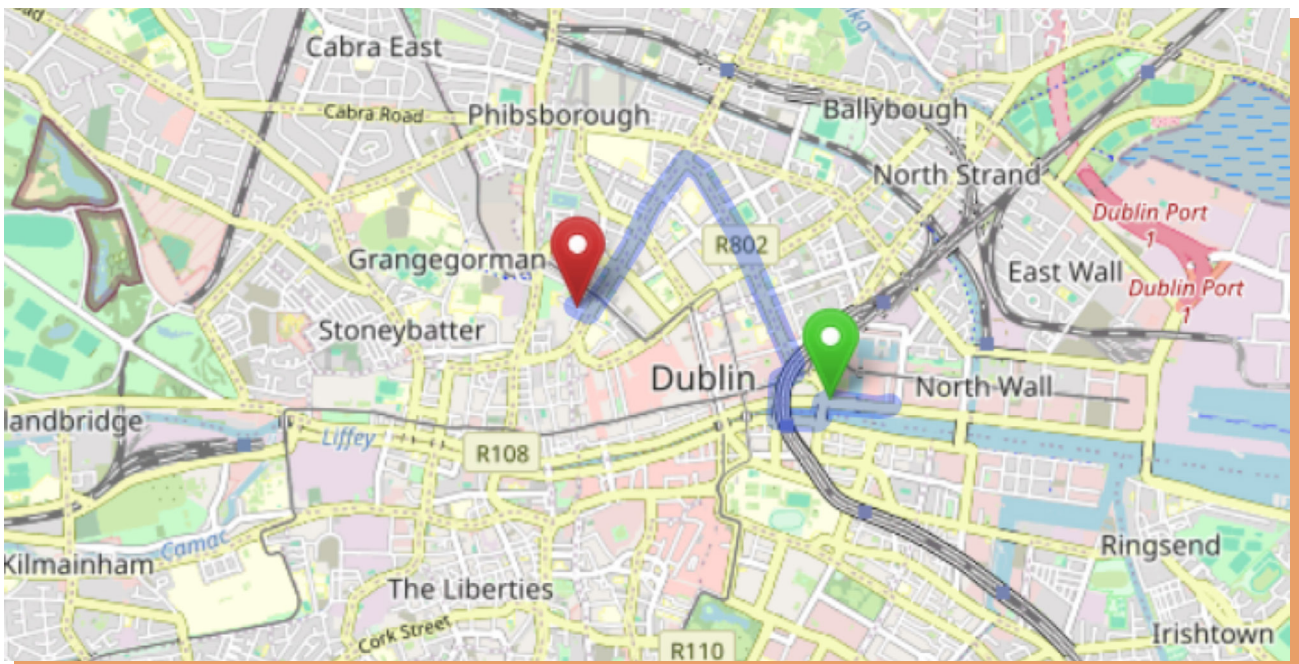 Cabra East
Cabra Road
Phibsborough
Ballybough
North Strand
Dublin Port
1
R802
Grangegorman
East Wall
Dublin Port
1
Stoneybatter
Dublin
North Wall
landbridge
Liffey
R108
Camac
Kilmainham
Ringsend
The Liberties
Cork Street
R110
Irishtown